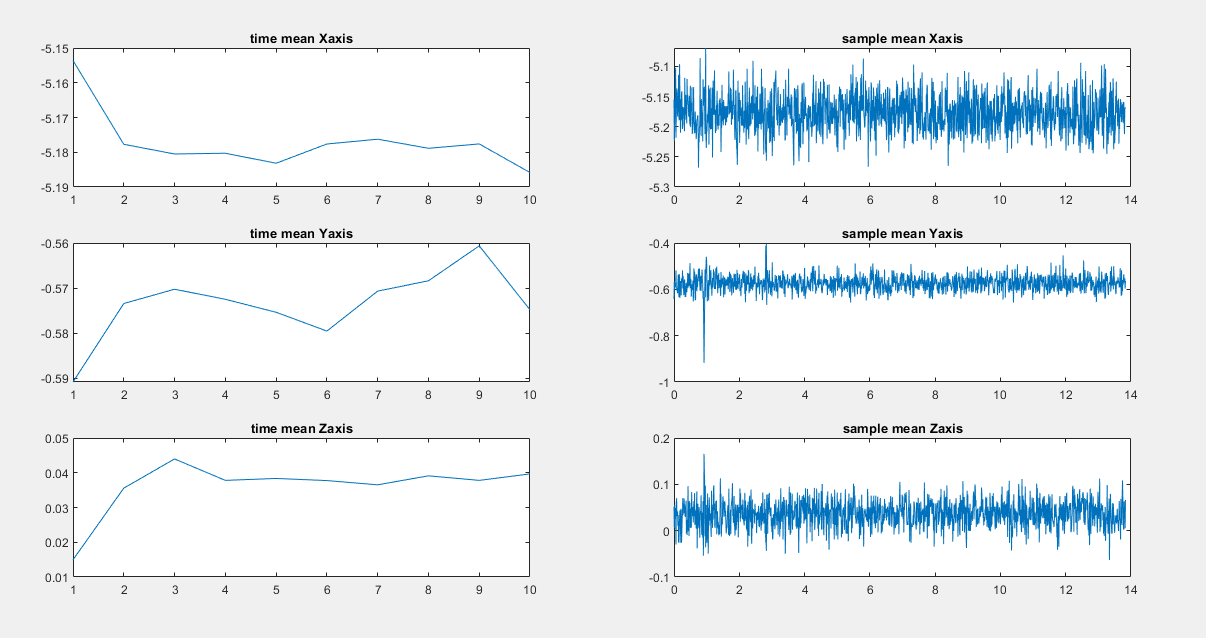 time mean Xaxis
-5.15
-5.16
-5.17
-5.18
-5.19
1 2 3 4 5 6 7 8 9 10
sample mean Xaxis
-5.1
-5.15
-5.2
-5.25
-5.3
0 2 4 6 8 10 12 14
time mean Yaxis
-0.56
-0.57
-0.58
-0.59
1 2 3 4 5 6 7 8 9 10
sample mean Yaxis
-0.4
-0.6
-0.8
-1
0 2 4 6 8 10 12 14
time mean Zaxis
0.05
0.04
0.03
0.02
0.01
1 2 3 4 5 6 7 8 9 10
sample mean Zaxis
0.2
0.1
0
-0.1
0 2 4 6 8 10 12 14